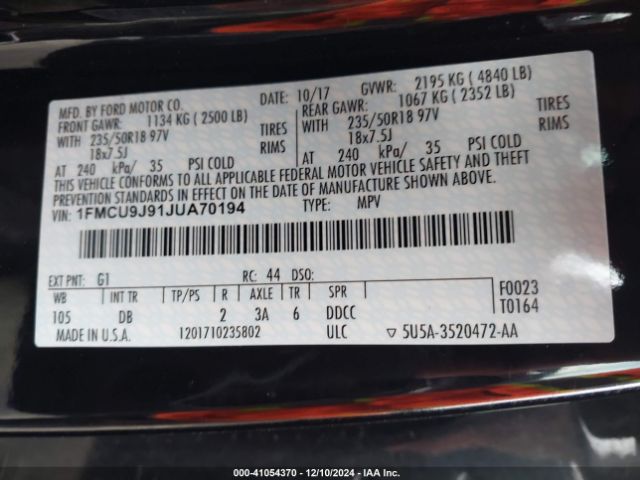 MFD. BY FORD MOTOR CO.
DATE: 10/17 GVWR: 2195 KG ( 4840 LB)
FRONT GAWR: 1134 KG ( 2500 LB)
REAR GAWR: 1067 KG ( 2352 LB)
WITH 235/50R18 97V TIRES
WITH 235/50R18 97V TIRES
18x7.5J RIMS
18x7.5J RIMS
AT 240 kPa/ 35 PSI COLD
AT 240 kPa/ 35 PSI COLD
THIS VEHICLE CONFORMS TO ALL APPLICABLE FEDERAL MOTOR VEHICLE SAFETY AND THEFT
PREVENTION STANDARDS IN EFFECT ON THE DATE OF MANUFACTURE SHOWN ABOVE.
VIN: 1FMCU9J91JUA70194 TYPE: MPV
EXT PNT: G1 RC: 44 DSO: F0023
WB INT TR TP/PS R AXLE TR SPR T0164
105 DB 2 3A 6 DDCC
MADE IN U.S.A. 1201710235802 ULC ▽ 5U5A-3520472-AA
000-41054370 • 12/10/2024 • IAA Inc.